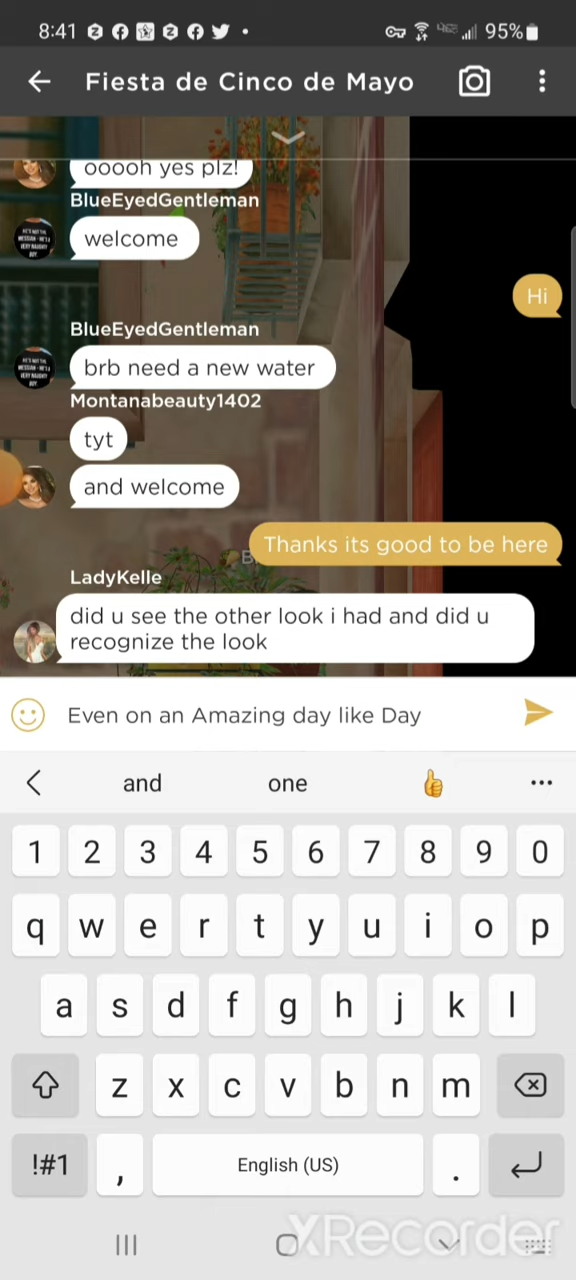 8:41
95%
Fiesta de Cinco de Mayo
ooooh yes plz!
BlueEyedGentleman
welcome
Hi
BlueEyedGentleman
brb need a new water
Montanabeauty1402
tyt
and welcome
Thanks its good to be here
LadyKelle
did u see the other look i had and did u
recognize the look
Even on an Amazing day like Day
and one 👍 ...
1 2 3 4 5 6 7 8 9 0
q w e r t y u i o p
a s d f g h j k l
z x c v b n m
!#1 , English (US) .
XRecorder